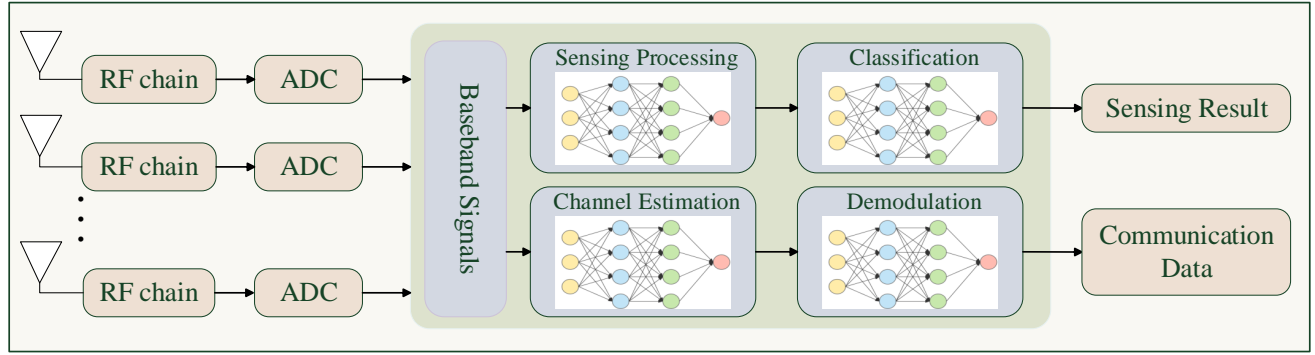 RF chain
ADC
RF chain
ADC
RF chain
ADC
Baseband Signals
Sensing Processing
Classification
Channel Estimation
Demodulation
Sensing Result
Communication
Data